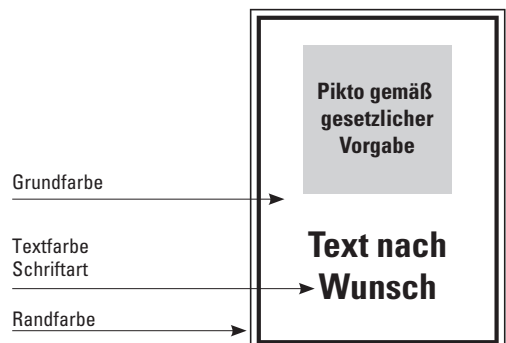 Pikto gemäß
gesetzlicher
Vorgabe
Grundfarbe
Text nach
Wunsch
Textfarbe
Schriftart
Randfarbe